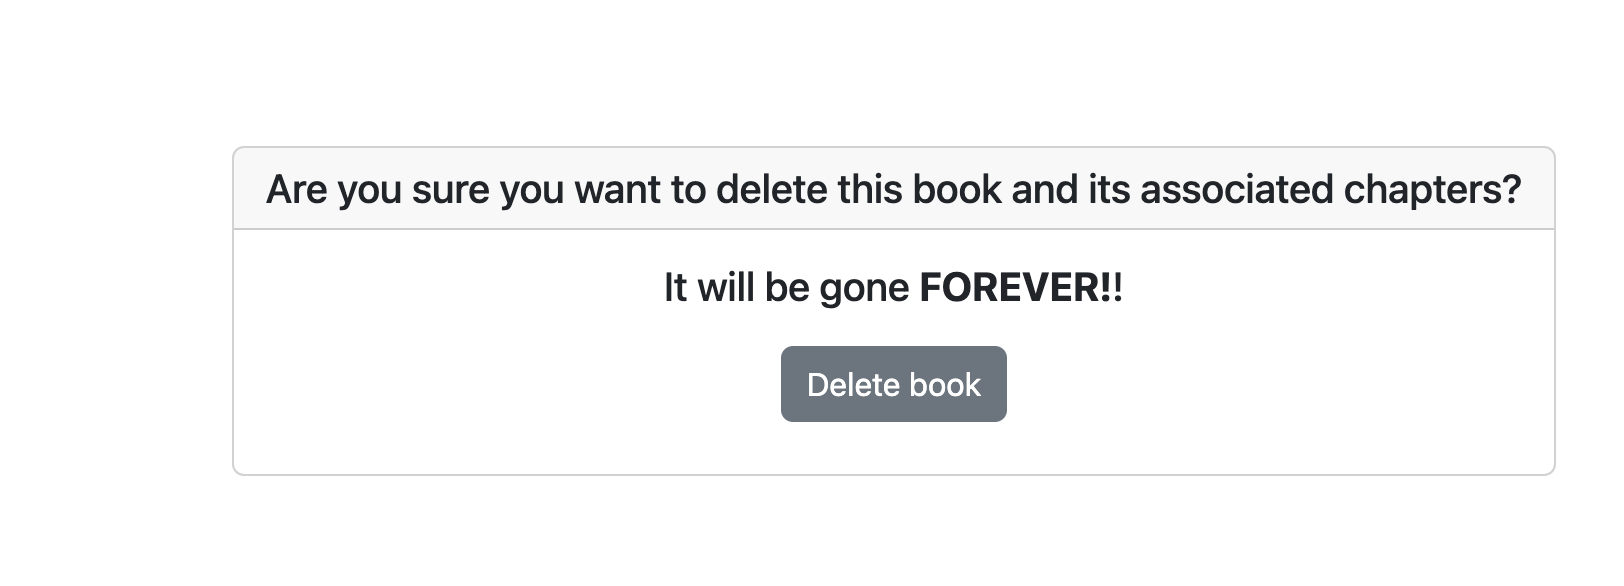 Are you sure you want to delete this book and its associated chapters?
It will be gone FOREVER!!
Delete book